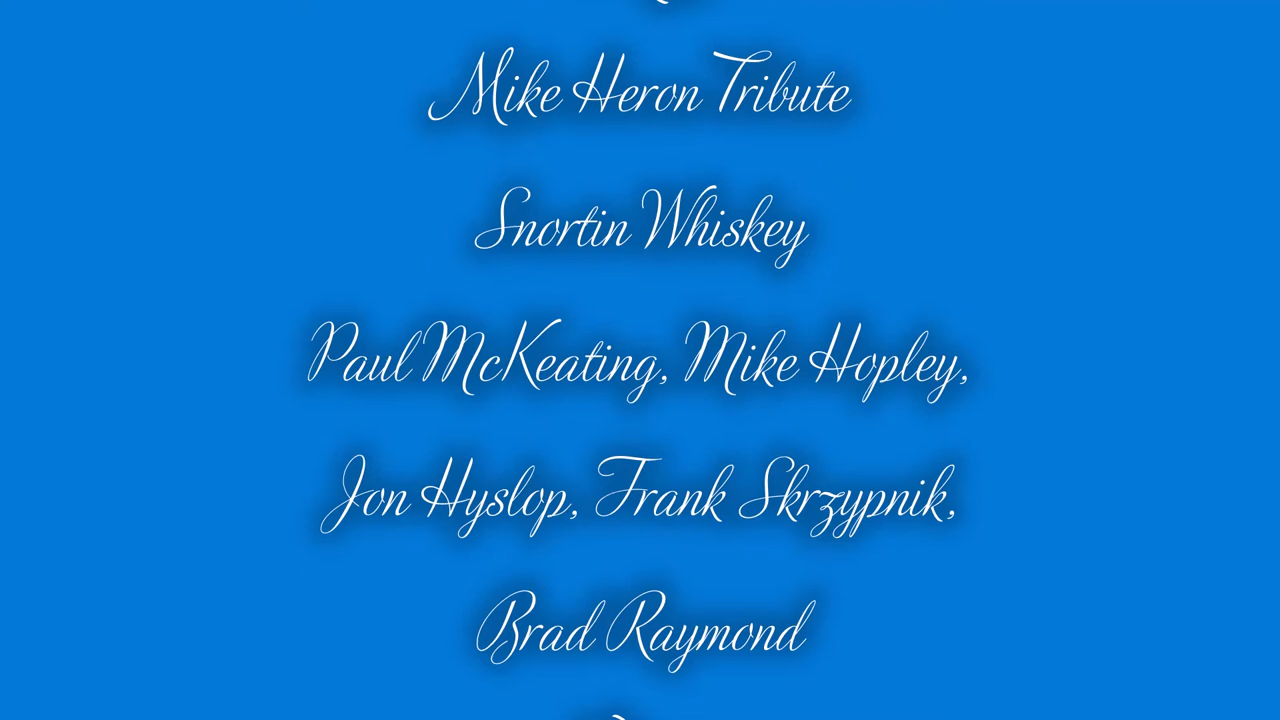 Mike Heron Tribute
Snortin Whiskey
Paul McKeating, Mike Hopley,
Jon Hyslop, Frank Skrzypnik,
Brad Raymond